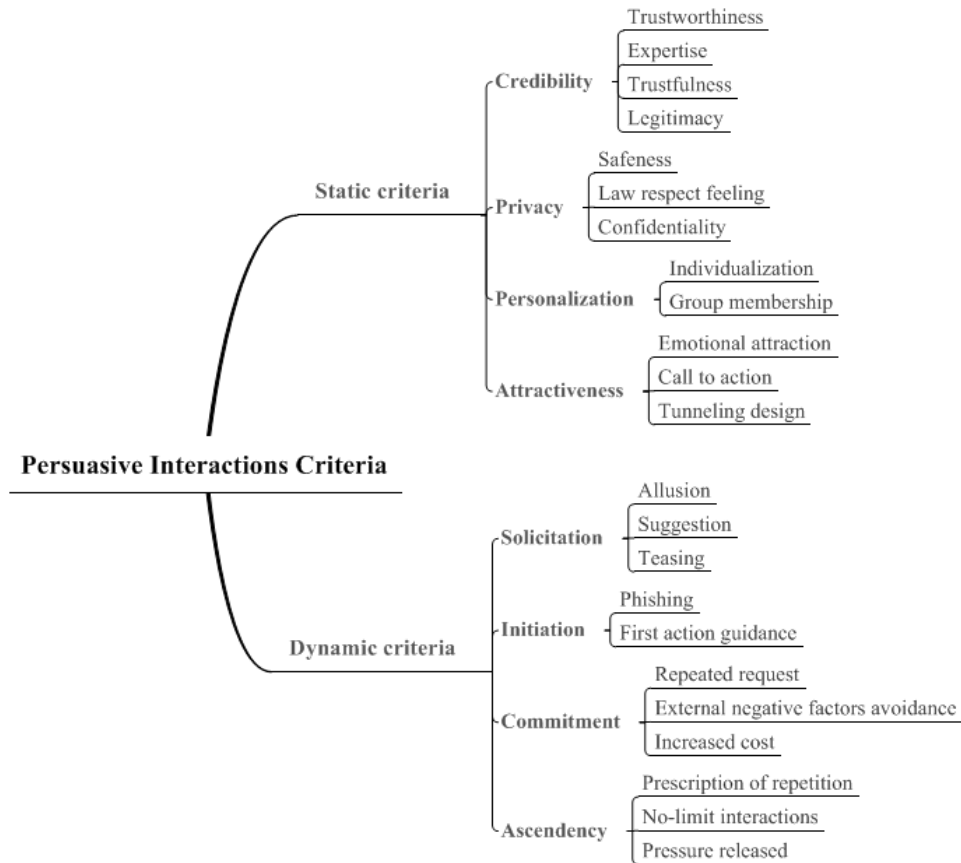 Persuasive Interactions Criteria
Static criteria
Credibility
Trustworthiness
Expertise
Trustfulness
Legitimacy
Privacy
Safeness
Law respect feeling
Confidentiality
Personalization
Individualization
Group membership
Attractiveness
Emotional attraction
Call to action
Tunneling design
Dynamic criteria
Solicitation
Allusion
Suggestion
Teasing
Initiation
Phishing
First action guidance
Commitment
Repeated request
External negative factors avoidance
Increased cost
Ascendency
Prescription of repetition
No-limit interactions
Pressure released